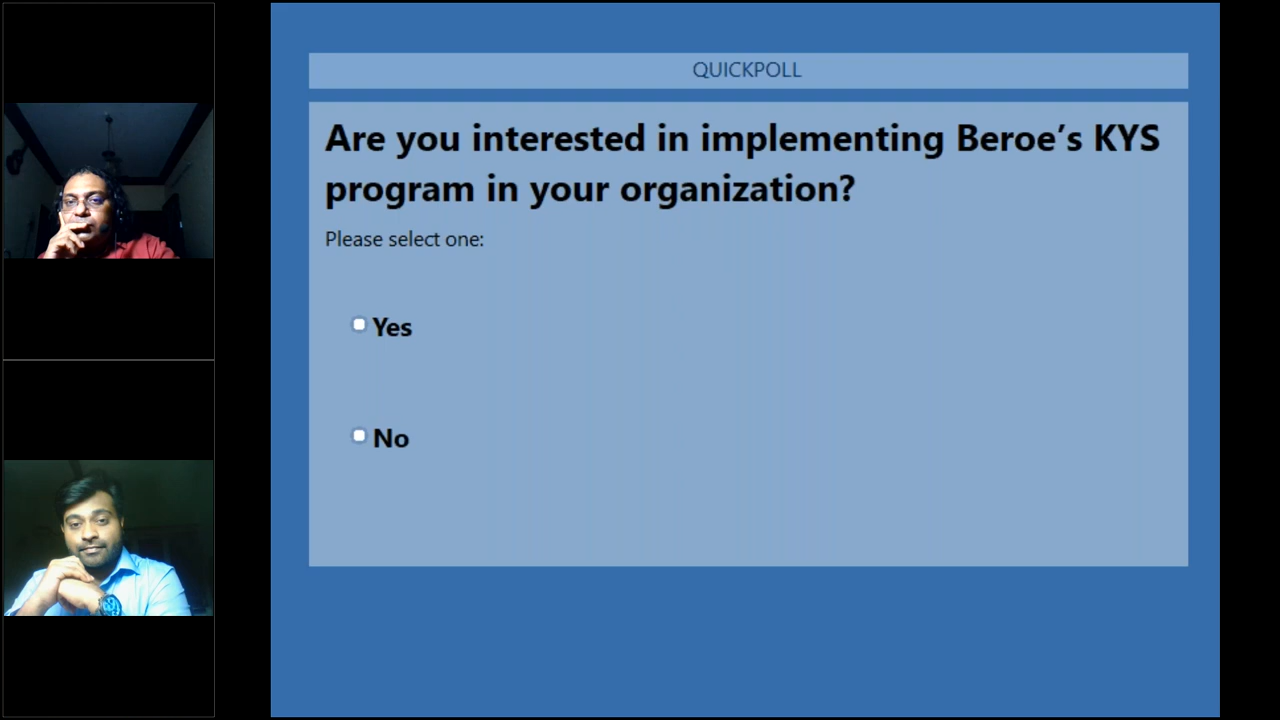 QUICKPOLL
Are you interested in implementing Beroe’s KYS
program in your organization?
Please select one:
Yes
No